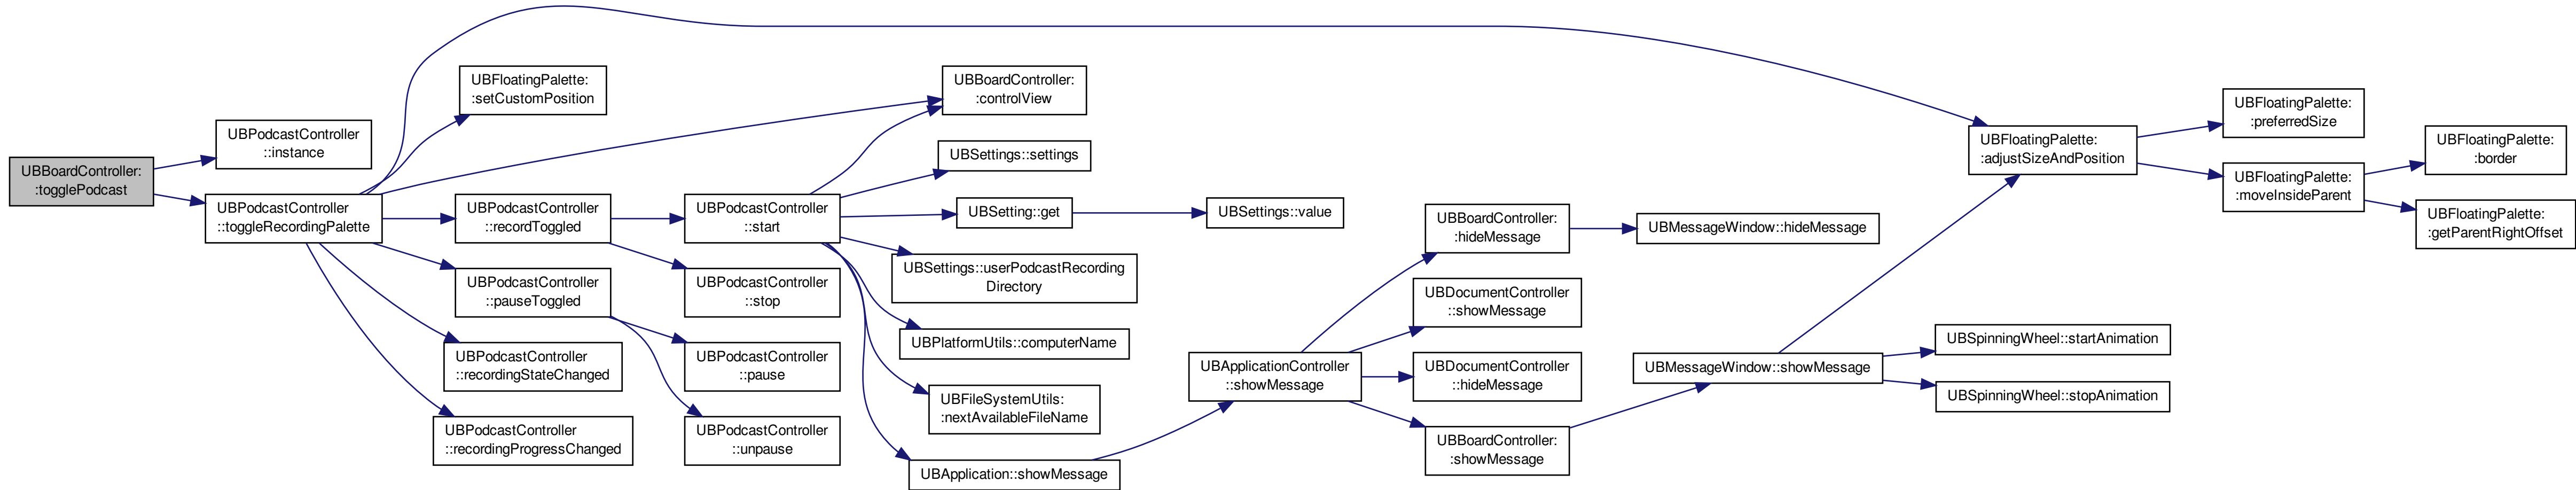 UBBoardController:
:togglePodcast
UBPodcastController
::instance
UBPodcastController
::toggleRecordingPalette
UBFloatingPalette:
:setCustomPosition
UBPodcastController
::recordToggled
UBPodcastController
::pauseToggled
UBPodcastController
::recordingStateChanged
UBPodcastController
::recordingProgressChanged
UBPodcastController
::start
UBPodcastController
::stop
UBPodcastController
::pause
UBPodcastController
::unpause
UBBoardController:
:controlView
UBSettings::settings
UBSetting::get
UBSettings::userPodcastRecording
Directory
UBPlatformUtils::computerName
UBFileSystemUtils:
:nextAvailableFileName
UBApplication::showMessage
UBSettings::value
UBApplicationController
::showMessage
UBBoardController:
:hideMessage
UBDocumentController
::showMessage
UBDocumentController
::hideMessage
UBBoardController:
:showMessage
UBMessageWindow::hideMessage
UBMessageWindow::showMessage
UBFloatingPalette:
:adjustSizeAndPosition
UBSpinningWheel::startAnimation
UBSpinningWheel::stopAnimation
UBFloatingPalette:
:preferredSize
UBFloatingPalette:
:moveInsideParent
UBFloatingPalette:
:border
UBFloatingPalette:
:getParentRightOffset